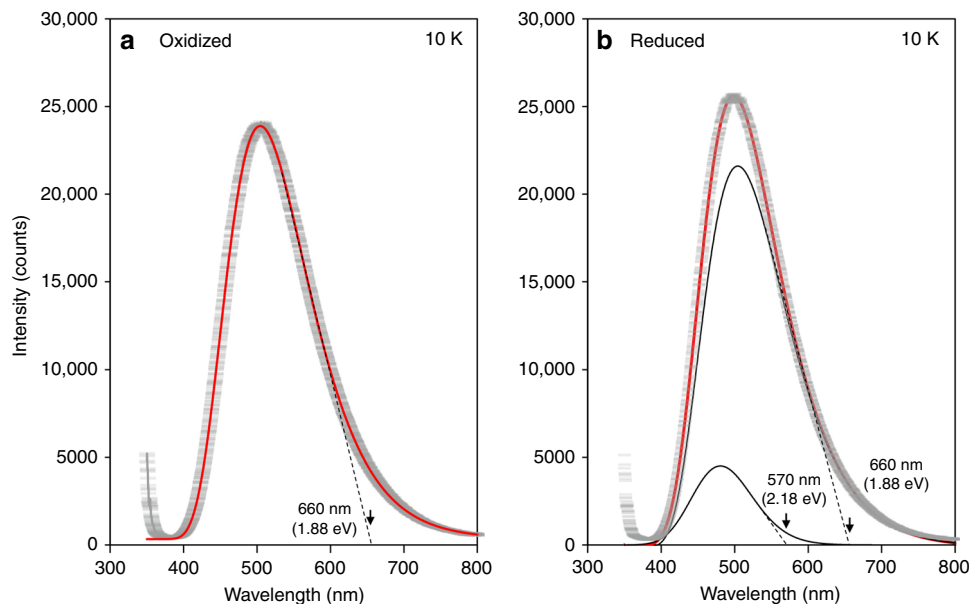 30,000
a Oxidized 10 K
25,000
20,000
15,000
10,000
5000
0
Intensity (counts)
660 nm
(1.88 eV)
300 400 500 600 700 800
Wavelength (nm)
30,000
b Reduced 10 K
25,000
20,000
15,000
10,000
5000
0
570 nm
(2.18 eV)
660 nm
(1.88 eV)
300 400 500 600 700 800
Wavelength (nm)